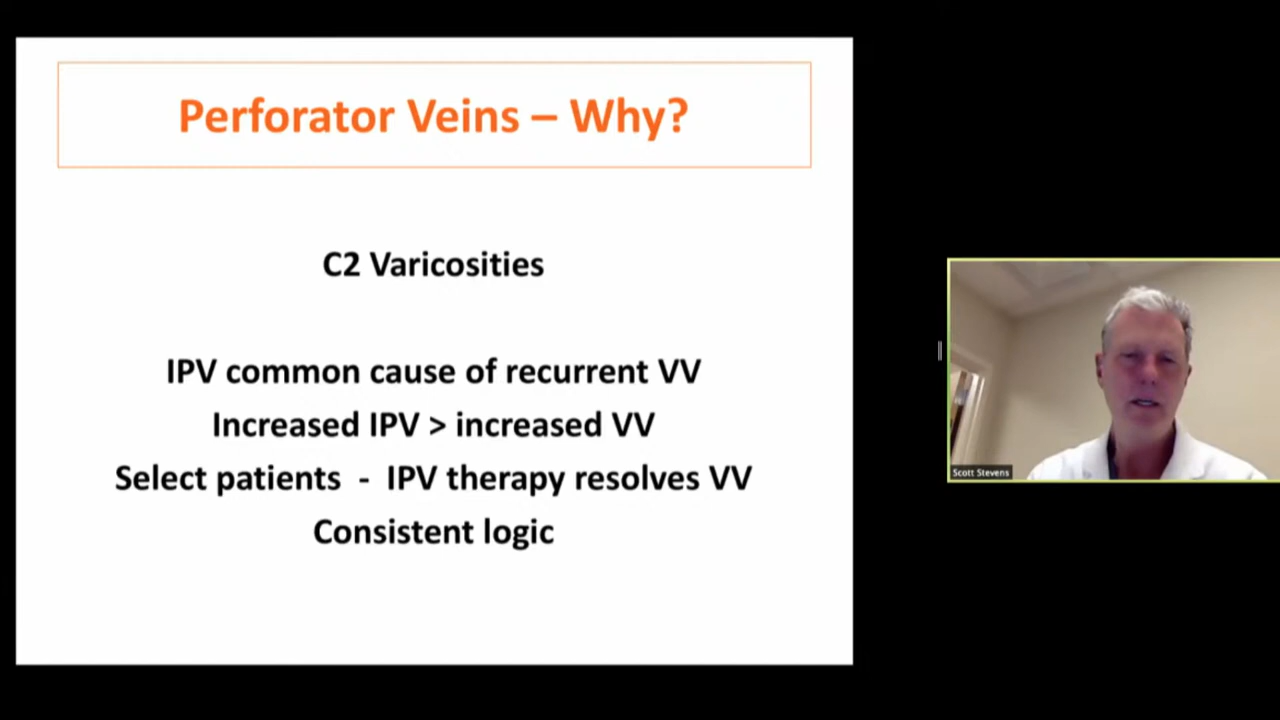 Perforator Veins – Why?
C2 Varicosities
IPV common cause of recurrent VV
Increased IPV > increased VV
Select patients - IPV therapy resolves VV
Consistent logic
Scott Stevens